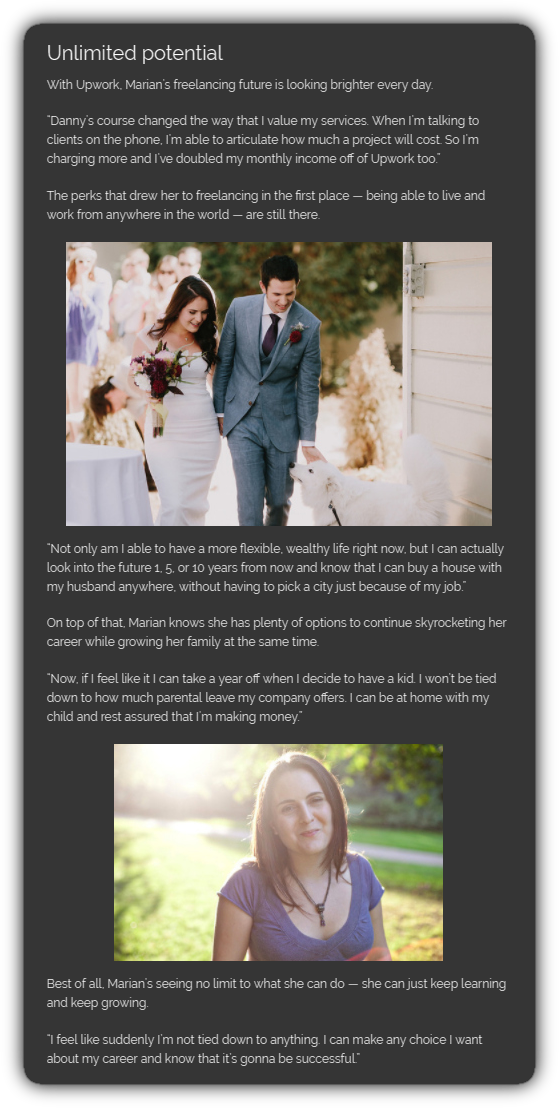 Unlimited potential
With Upwork, Marian's freelancing future is looking brighter every day.
"Danny's course changed the way that I value my services. When I'm talking to
clients on the phone, I'm able to articulate how much a project will cost. So I'm
charging more and I've doubled my monthly income off of Upwork too."
The perks that drew her to freelancing in the first place — being able to live and
work from anywhere in the world — are still there.
"Not only am I able to have a more flexible, wealthy life right now, but I can actually
look into the future 1, 5, or 10 years from now and know that I can buy a house with
my husband anywhere, without having to pick a city just because of my job."
On top of that, Marian knows she has plenty of options to continue skyrocketing her
career while growing her family at the same time.
"Now, if I feel like it I can take a year off when I decide to have a kid. I won't be tied
down to how much parental leave my company offers. I can be at home with my
child and rest assured that I'm making money."
Best of all, Marian's seeing no limit to what she can do — she can just keep learning
and keep growing.
"I feel like suddenly I'm not tied down to anything. I can make any choice I want
about my career and know that it's gonna be successful."